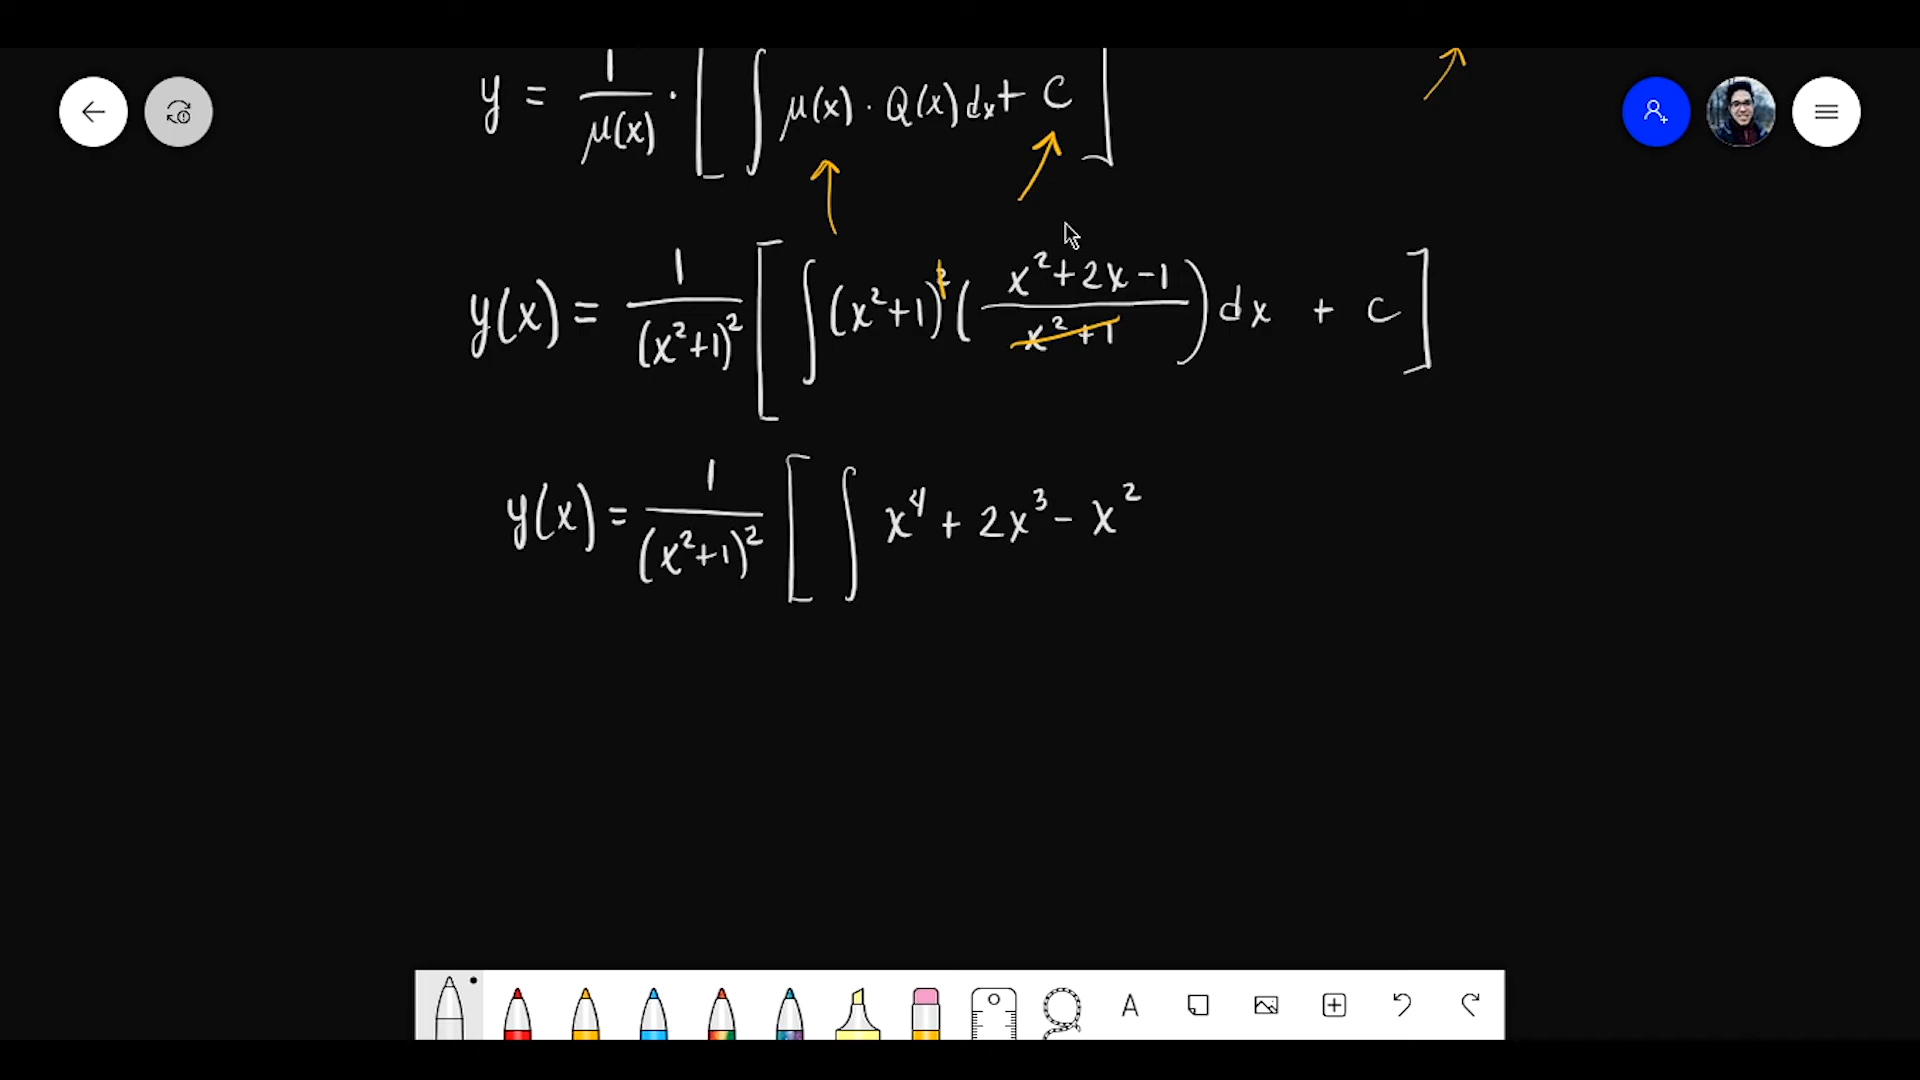 y = 1/μ(x) · [ ∫ μ(x) · Q(x) dx + C ]
y(x) = 1/(x²+1)² [ ∫ (x²+1)² ( x²+2x-1 / x²+1 ) dx + C ]
y(x) = 1/(x²+1)² [ ∫ x⁴ + 2x³ - x²
A